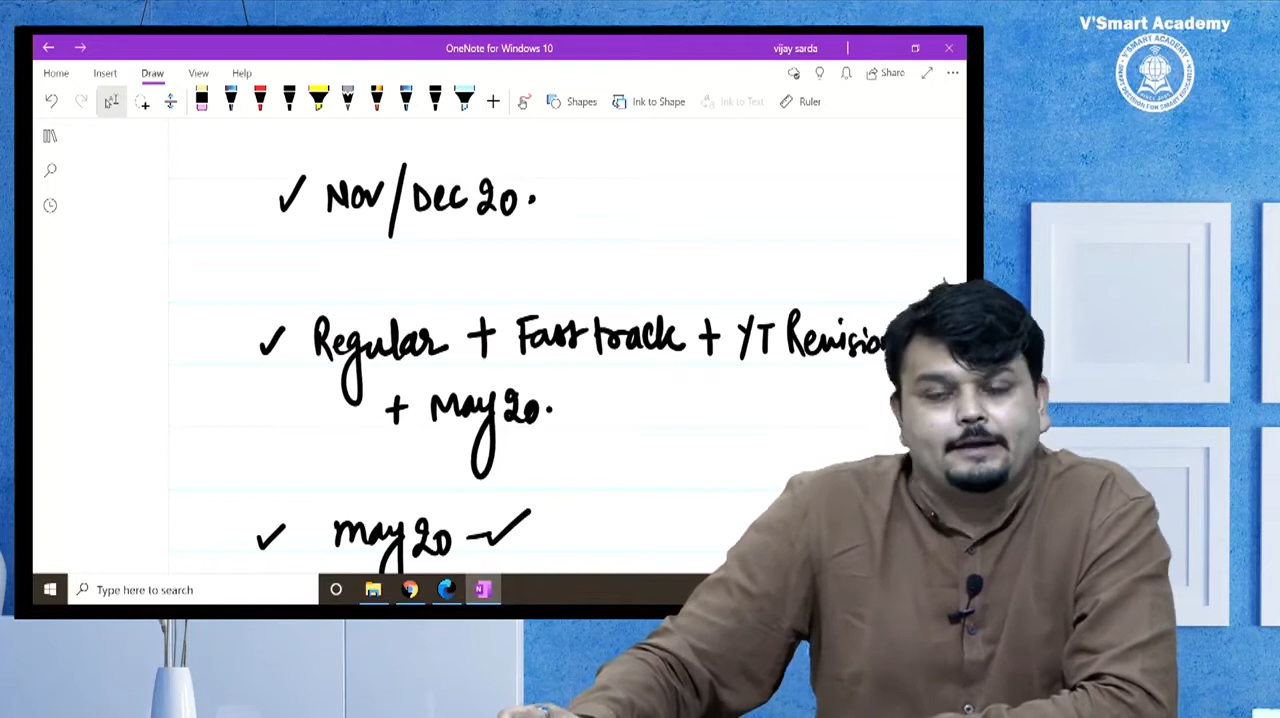 V'Smart Academy
OneNote for Windows 10
vijay sarda
Home Insert Draw View Help
Share
Shapes Ink to Shape Ink to Text Ruler
✓ Nov/Dec 20.
✓ Regular + Fast track + YT Revision
+ May 20.
✓ May 20 - ✓
Type here to search
V'SMART ACADEMY